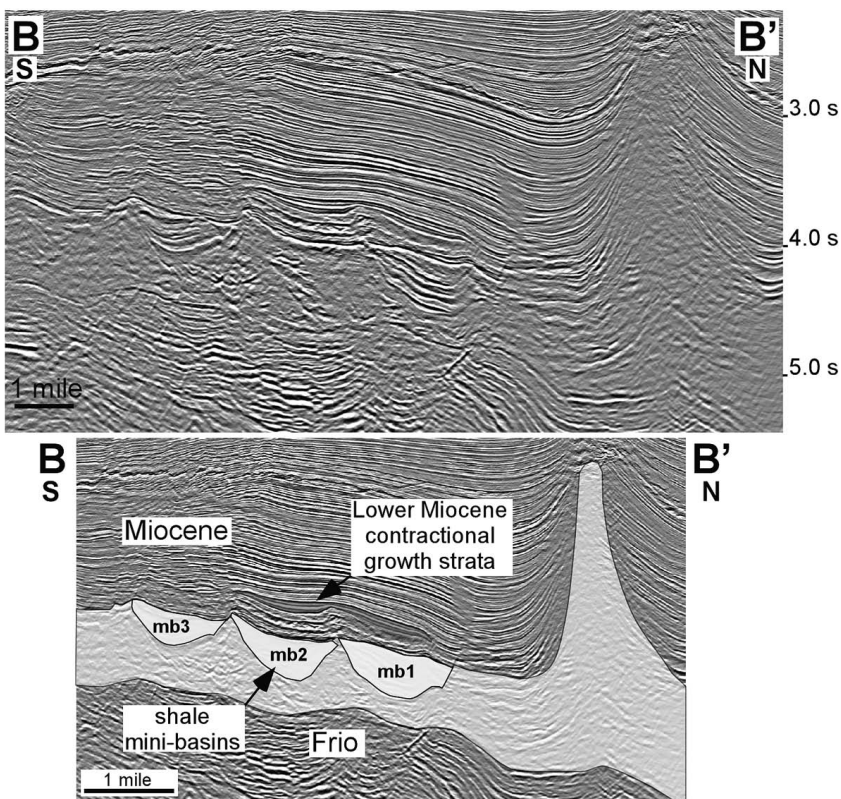 B
S
B'
N
3.0 s
4.0 s
5.0 s
1 mile
B
S
B'
N
Miocene
Lower Miocene
contractional
growth strata
mb3
mb2
mb1
shale
mini-basins
Frio
1 mile